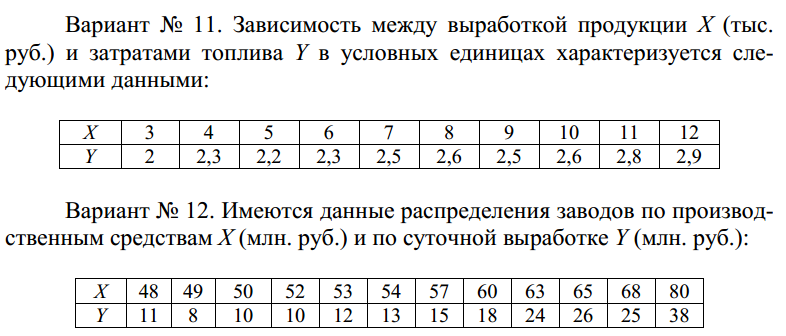 Вариант № 11. Зависимость между выработкой продукции X (тыс.
руб.) и затратами топлива Y в условных единицах характеризуется сле-
дующими данными:
X 3 4 5 6 7 8 9 10 11 12
Y 2 2,3 2,2 2,3 2,5 2,6 2,5 2,6 2,8 2,9
Вариант № 12. Имеются данные распределения заводов по производ-
ственным средствам X (млн. руб.) и по суточной выработке Y (млн. руб.):
X 48 49 50 52 53 54 57 60 63 65 68 80
Y 11 8 10 10 12 13 15 18 24 26 25 38